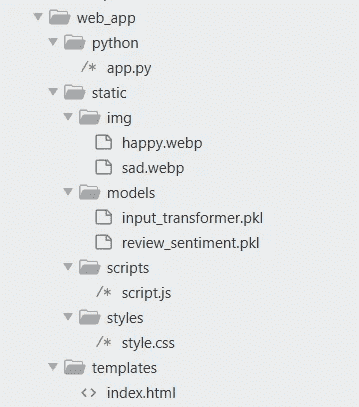 web_app
python
/* app.py
static
img
happy.webp
sad.webp
models
input_transformer.pkl
review_sentiment.pkl
scripts
/* script.js
styles
/* style.css
templates
<> index.html